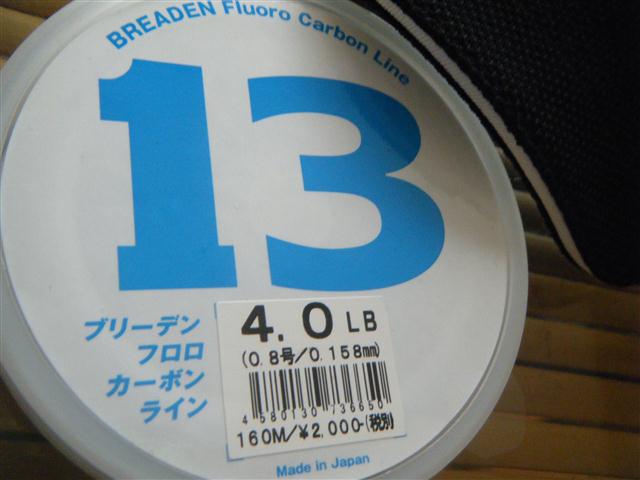 BREADEN Fluoro Carbon Line
13
ブリーデン
フロロ
カーボン
ライン
4.0 LB
(0.8号/0.158mm)
4 580130 736650
160M/¥2,000-(税別)
Made in Japan